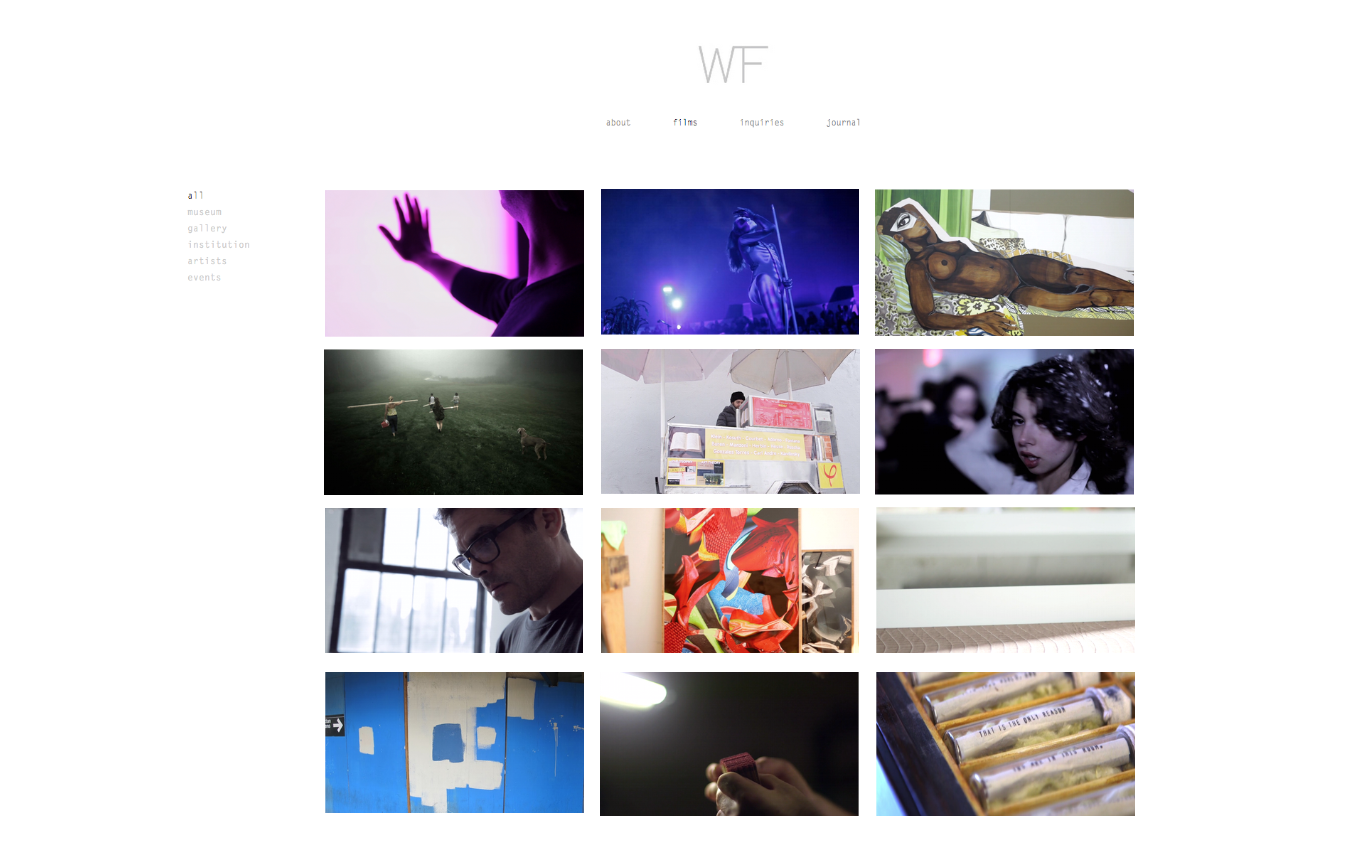 WF
about films inquiries journal
all
museum
gallery
institution
artists
events
THAT IS THE ONLY REASON